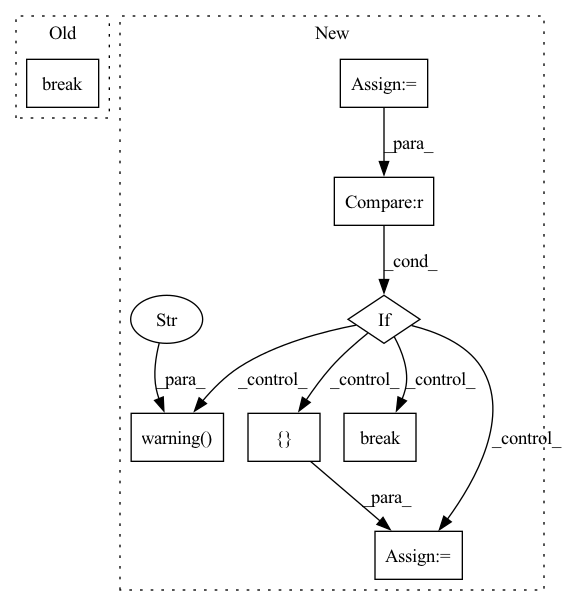 Old
New
break
Assign:=
_para_
Compare:r
_cond_
Str
If
_para_
_control_
_control_
_control_
_control_
warning()
{}
break
_para_
Assign:=